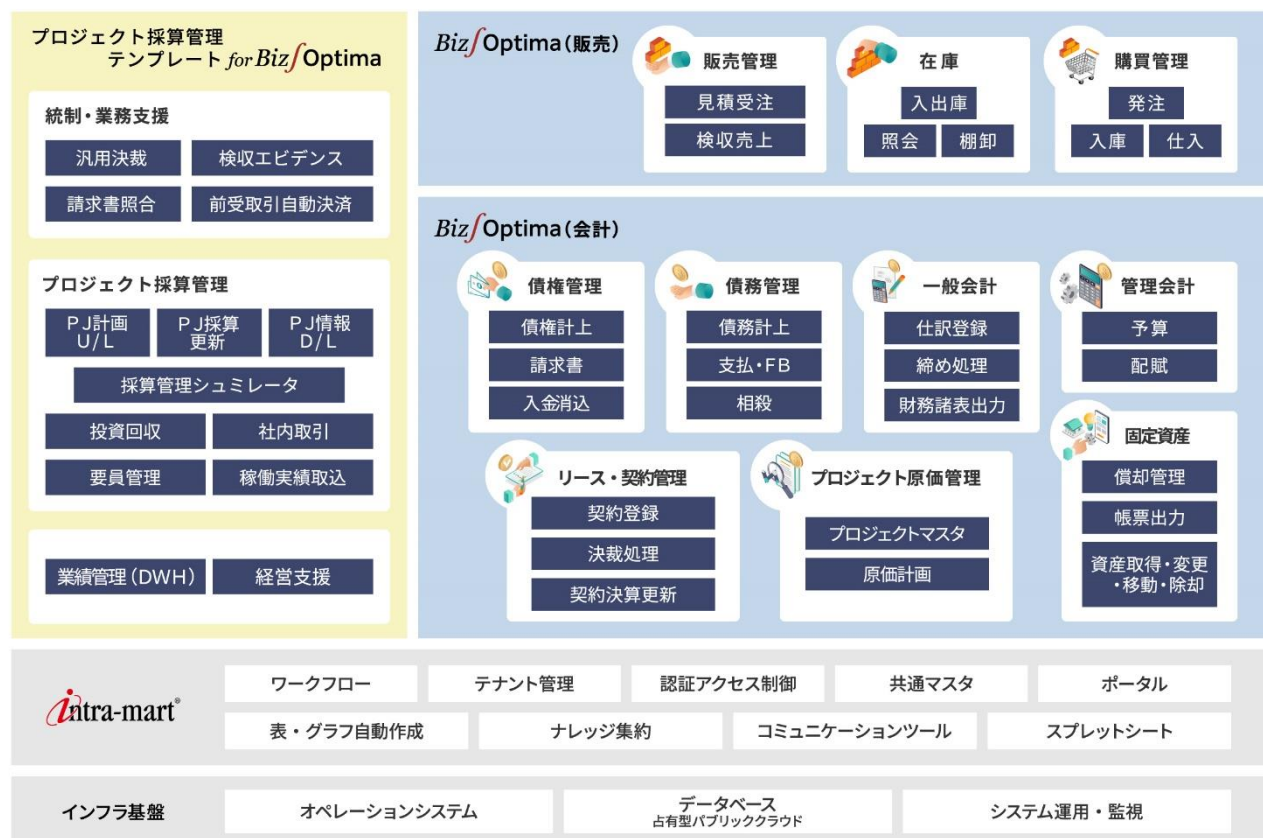 プロジェクト採算管理
テンプレート for Biz∫Optima
統制・業務支援
汎用決裁
検収エビデンス
請求書照合
前受取引自動決済
プロジェクト採算管理
PJ計画
U/L
PJ採算
更新
PJ情報
D/L
採算管理シュミレータ
投資回収
社内取引
要員管理
稼働実績取込
業績管理(DWH)
経営支援
Biz∫Optima(販売)
販売管理
見積受注
検収売上
在庫
入出庫
照会
棚卸
購買管理
発注
入庫
仕入
Biz∫Optima(会計)
債権管理
債権計上
請求書
入金消込
債務管理
債務計上
支払・FB
相殺
一般会計
仕訳登録
締め処理
財務諸表出力
管理会計
予算
配賦
リース・契約管理
契約登録
決裁処理
契約決算更新
プロジェクト原価管理
プロジェクトマスタ
原価計画
固定資産
償却管理
帳票出力
資産取得・変更
・移動・除却
intra-mart®
ワークフロー
テナント管理
認証アクセス制御
共通マスタ
ポータル
表・グラフ自動作成
ナレッジ集約
コミュニケーションツール
スプレットシート
インフラ基盤
オペレーションシステム
データベース
占有型パブリッククラウド
システム運用・監視